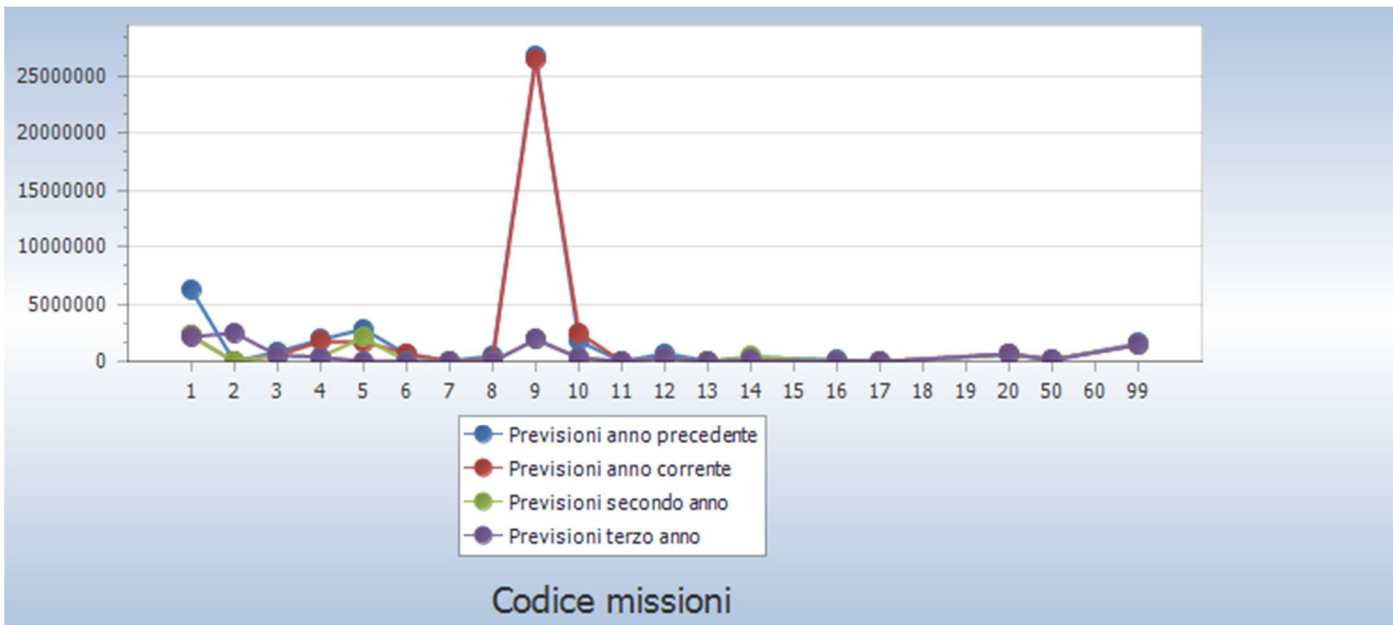 25000000
20000000
15000000
10000000
5000000
0
1 2 3 4 5 6 7 8 9 10 11 12 13 14 15 16 17 18 19 20 50 60 99
Previsioni anno precedente
Previsioni anno corrente
Previsioni secondo anno
Previsioni terzo anno
Codice missioni